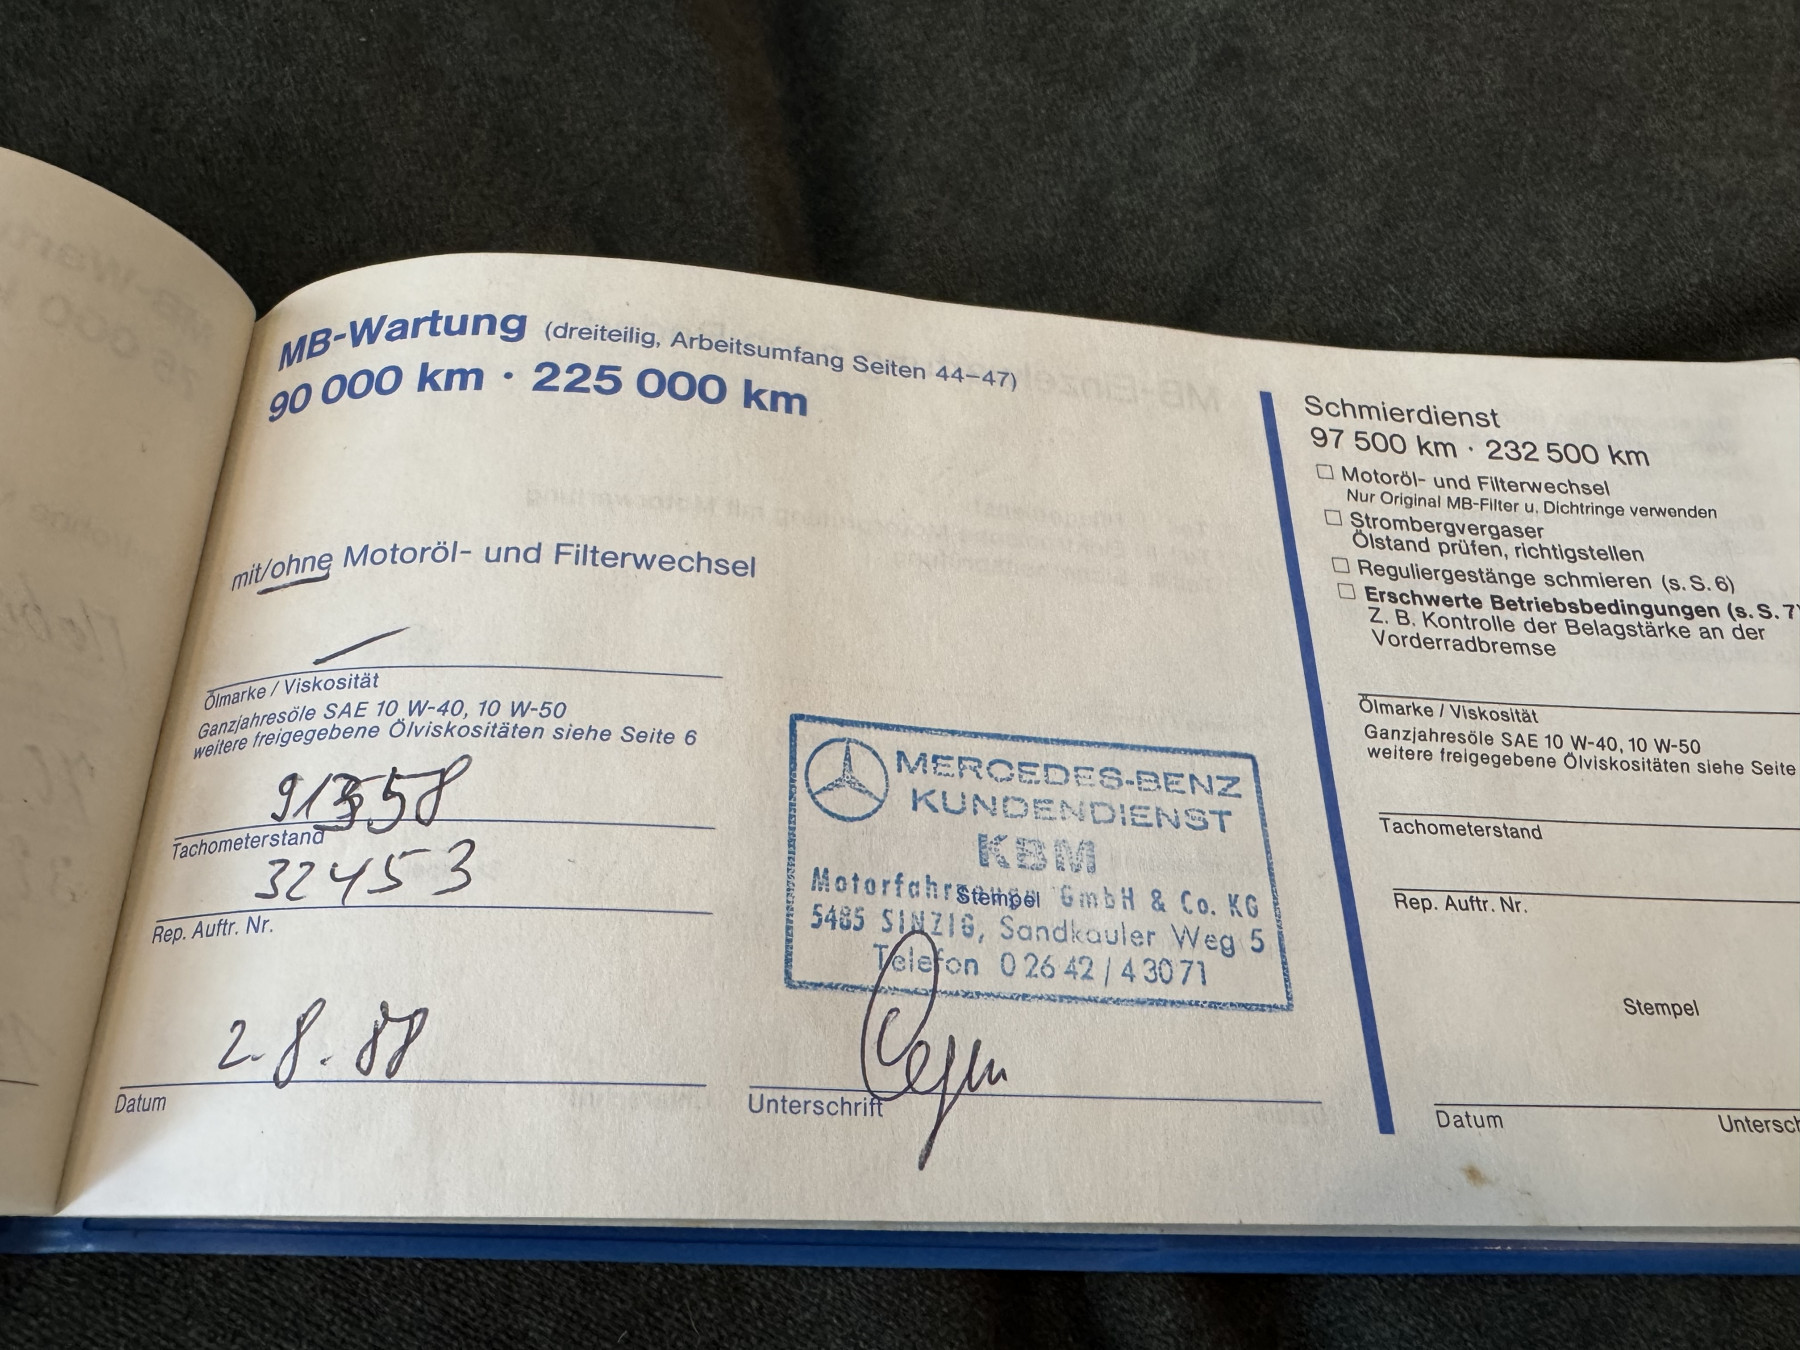 MB-Wartung (dreiteilig, Arbeitsumfang Seiten 44–47)
90 000 km · 225 000 km
mit/ohne Motoröl- und Filterwechsel
Ölmarke / Viskosität
Ganzjahresöle SAE 10 W-40, 10 W-50
weitere freigegebene Ölviskositäten siehe Seite 6
Tachometerstand
32453
Rep. Auftr. Nr.
2.8.88
Datum
MERCEDES-BENZ
KUNDENDIENST
KBM
GmbH & Co. KG
Stempel
5485 SINZIG, Sandkauler Weg 5
Telefon 0 26 42 / 4 30 71
Unterschrift
Schmierdienst
97 500 km · 232 500 km
☐ Motoröl- und Filterwechsel
Nur Original MB-Filter u. Dichtringe verwenden
☐ Strombergvergaser
Ölstand prüfen, richtigstellen
☐ Reguliergestänge schmieren (s. S. 6)
☐ Erschwerte Betriebsbedingungen (s. S. 7)
Z. B. Kontrolle der Belagstärke an der
Vorderradbremse
Ölmarke / Viskosität
Ganzjahresöle SAE 10 W-40, 10 W-50
weitere freigegebene Ölviskositäten siehe Seite
Tachometerstand
Rep. Auftr. Nr.
Stempel
Datum
Untersch